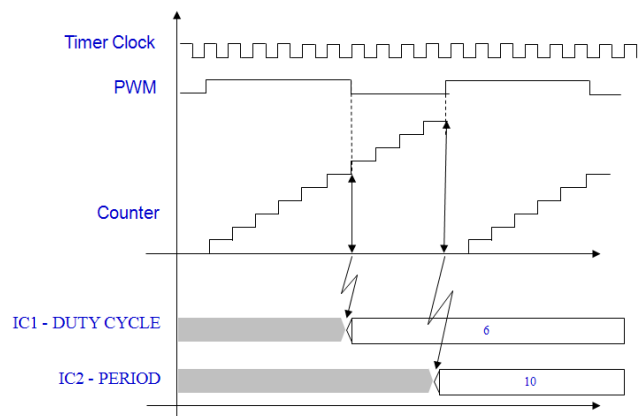 Timer Clock
PWM
Counter
IC1 - DUTY CYCLE
6
IC2 - PERIOD
10